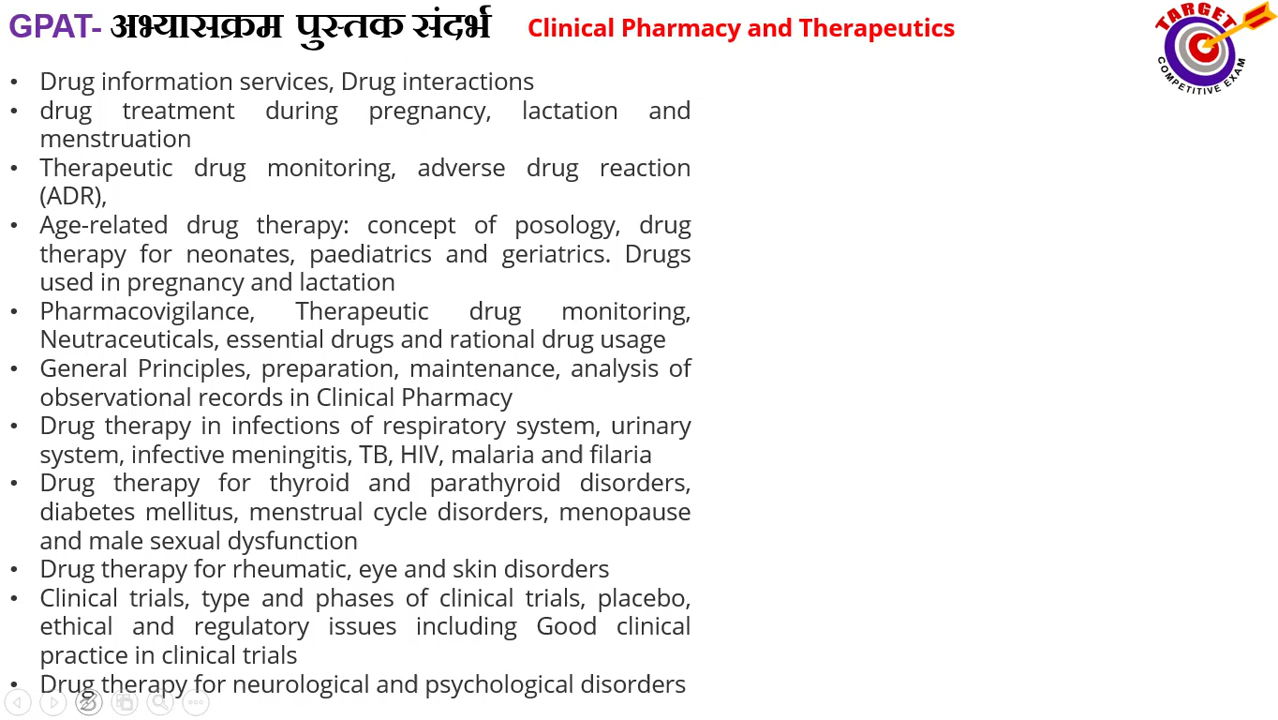 GPAT- अभ्यासक्रम पुस्तक संदर्भ Clinical Pharmacy and Therapeutics
TARGET
COMPETITIVE EXAM
• Drug information services, Drug interactions
• drug treatment during pregnancy, lactation and
menstruation
• Therapeutic drug monitoring, adverse drug reaction
(ADR),
• Age-related drug therapy: concept of posology, drug
therapy for neonates, paediatrics and geriatrics. Drugs
used in pregnancy and lactation
• Pharmacovigilance, Therapeutic drug monitoring,
Neutraceuticals, essential drugs and rational drug usage
• General Principles, preparation, maintenance, analysis of
observational records in Clinical Pharmacy
• Drug therapy in infections of respiratory system, urinary
system, infective meningitis, TB, HIV, malaria and filaria
• Drug therapy for thyroid and parathyroid disorders,
diabetes mellitus, menstrual cycle disorders, menopause
and male sexual dysfunction
• Drug therapy for rheumatic, eye and skin disorders
• Clinical trials, type and phases of clinical trials, placebo,
ethical and regulatory issues including Good clinical
practice in clinical trials
• Drug therapy for neurological and psychological disorders